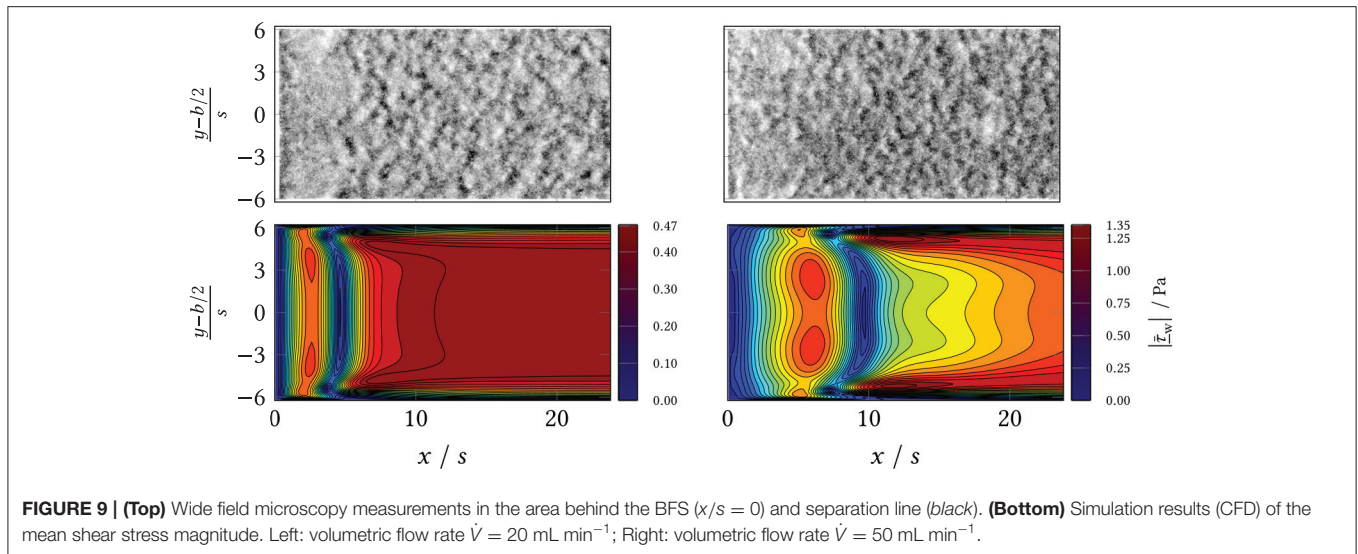 6
3
0
−3
−6
y−b/2
s
6
3
0
−3
−6
y−b/2
s
0.47
0.40
0.30
0.20
0.10
0.00
1.35
1.25
1.00
0.75
0.50
0.25
0.00
|τ̲̄w| / Pa
0 10 20
0 10 20
x / s
x / s
FIGURE 9 | (Top) Wide field microscopy measurements in the area behind the BFS (x/s = 0) and separation line (black). (Bottom) Simulation results (CFD) of the
mean shear stress magnitude. Left: volumetric flow rate V̇ = 20 mL min⁻¹; Right: volumetric flow rate V̇ = 50 mL min⁻¹.